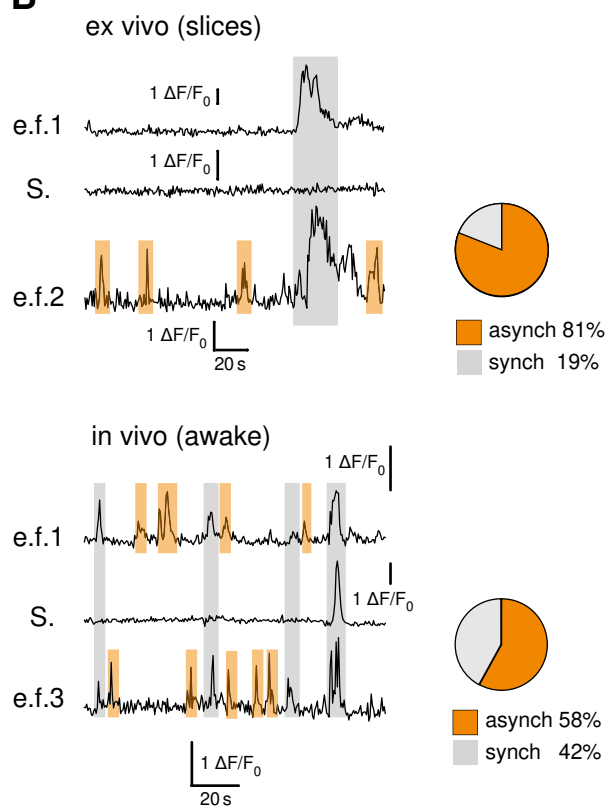 B
ex vivo (slices)
1 ΔF/F0
e.f.1
1 ΔF/F0
S.
e.f.2
1 ΔF/F0
20 s
asynch 81%
synch 19%
in vivo (awake)
1 ΔF/F0
e.f.1
1 ΔF/F0
S.
e.f.3
asynch 58%
synch 42%
1 ΔF/F0
20 s